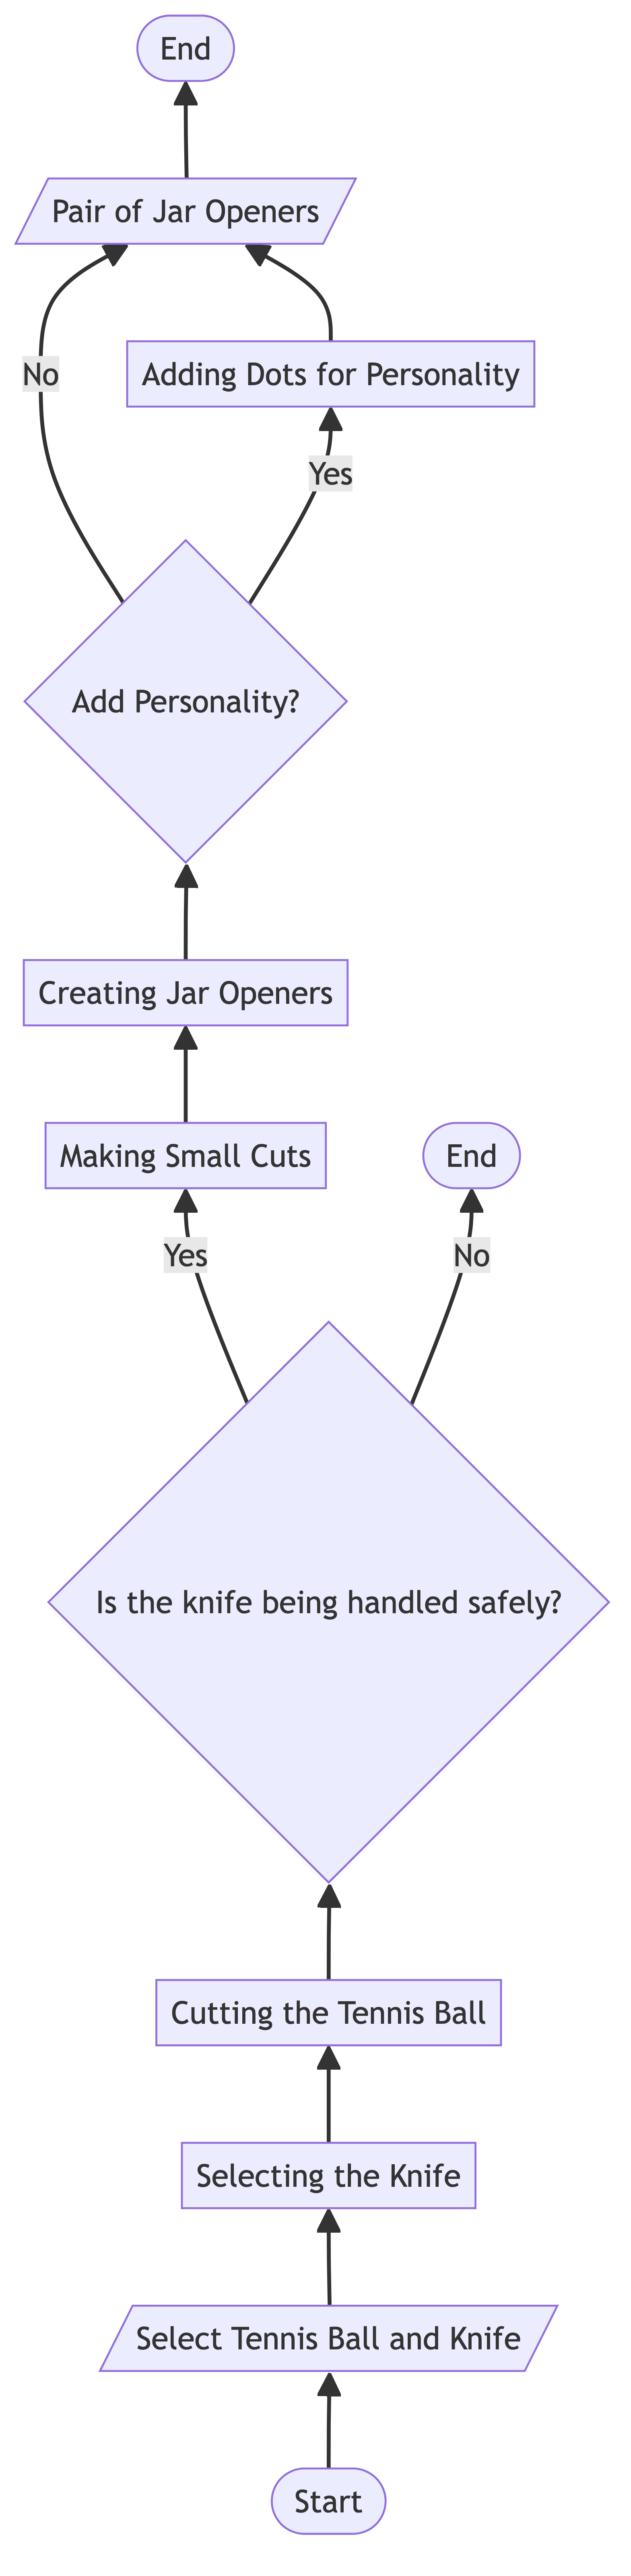 End
Pair of Jar Openers
No
Adding Dots for Personality
Yes
Add Personality?
Creating Jar Openers
Making Small Cuts
End
Yes
No
Is the knife being handled safely?
Cutting the Tennis Ball
Selecting the Knife
Select Tennis Ball and Knife
Start